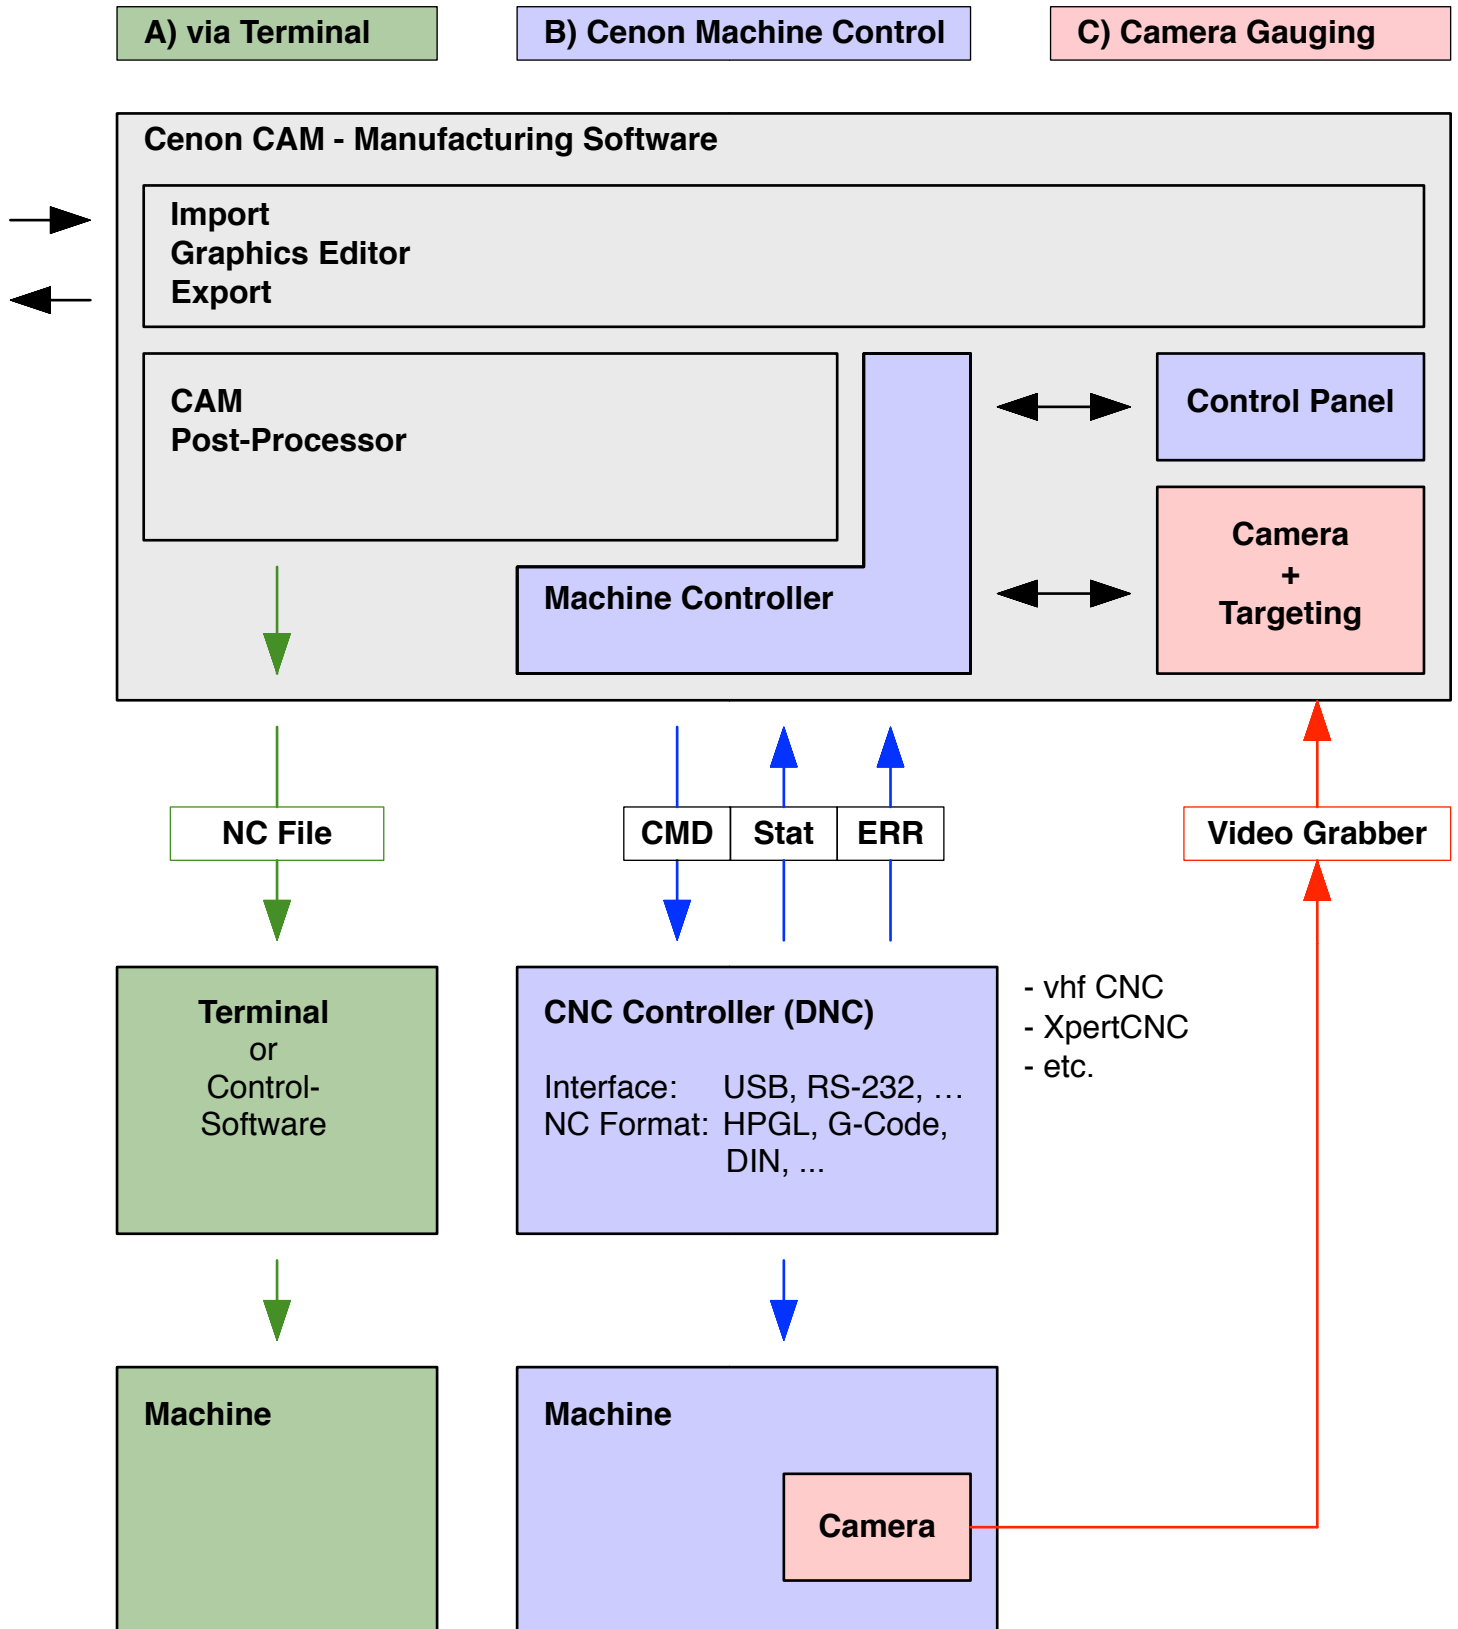 A) via Terminal
B) Cenon Machine Control
C) Camera Gauging
Cenon CAM - Manufacturing Software
Import
Graphics Editor
Export
CAM
Post-Processor
Control Panel
Machine Controller
Camera
+
Targeting
NC File
CMD
Stat
ERR
Video Grabber
Terminal
or
Control-
Software
CNC Controller (DNC)
Interface: USB, RS-232, …
NC Format: HPGL, G-Code,
DIN, ...
- vhf CNC
- XpertCNC
- etc.
Machine
Machine
Camera